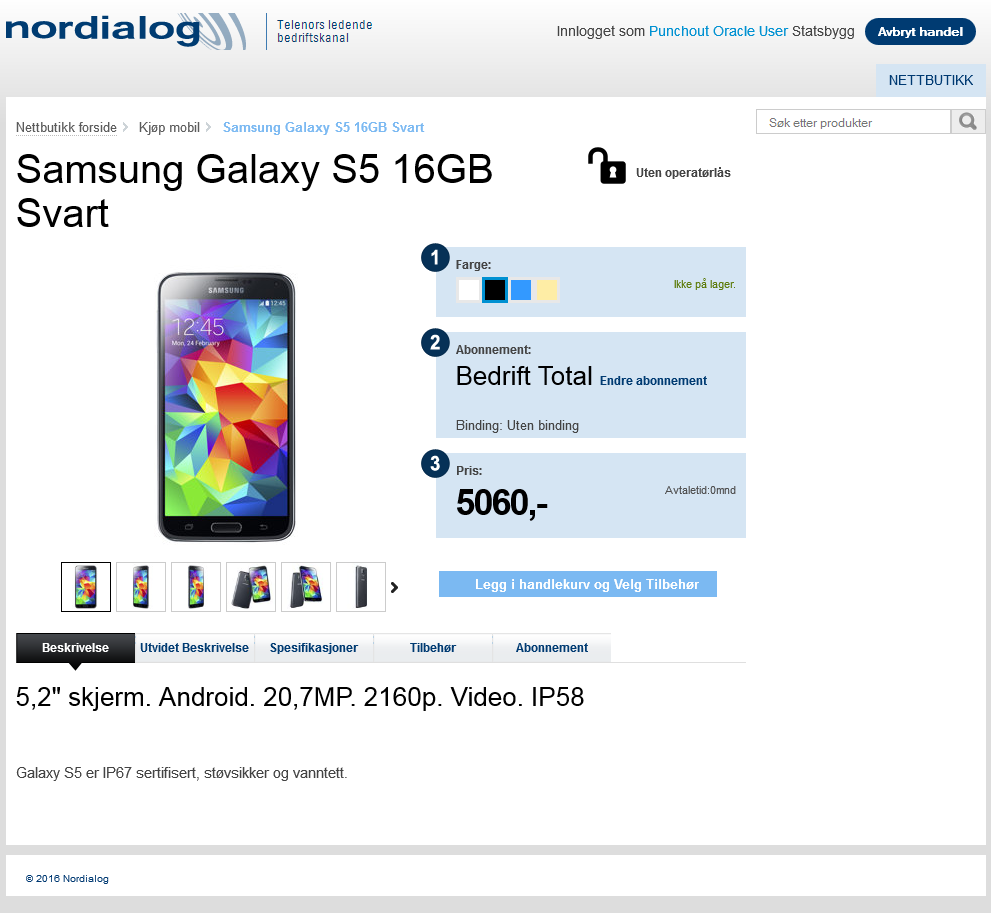 nordialog
Telenors ledende
bedriftskanal
Innlogget som Punchout Oracle User Statsbygg
Avbryt handel
NETTBUTIKK
Nettbutikk forside
Kjøp mobil
Samsung Galaxy S5 16GB Svart
Søk etter produkter
Samsung Galaxy S5 16GB
Svart
Uten operatørlås
SAMSUNG
12:45
12:45
Mon, 24 February
1
Farge:
Ikke på lager.
2
Abonnement:
Bedrift Total Endre abonnement
Binding: Uten binding
3
Pris:
5060,-
Avtaletid:0mnd
Legg i handlekurv og Velg Tilbehør
Beskrivelse
Utvidet Beskrivelse
Spesifikasjoner
Tilbehør
Abonnement
5,2" skjerm. Android. 20,7MP. 2160p. Video. IP58
Galaxy S5 er IP67 sertifisert, støvsikker og vanntett.
© 2016 Nordialog